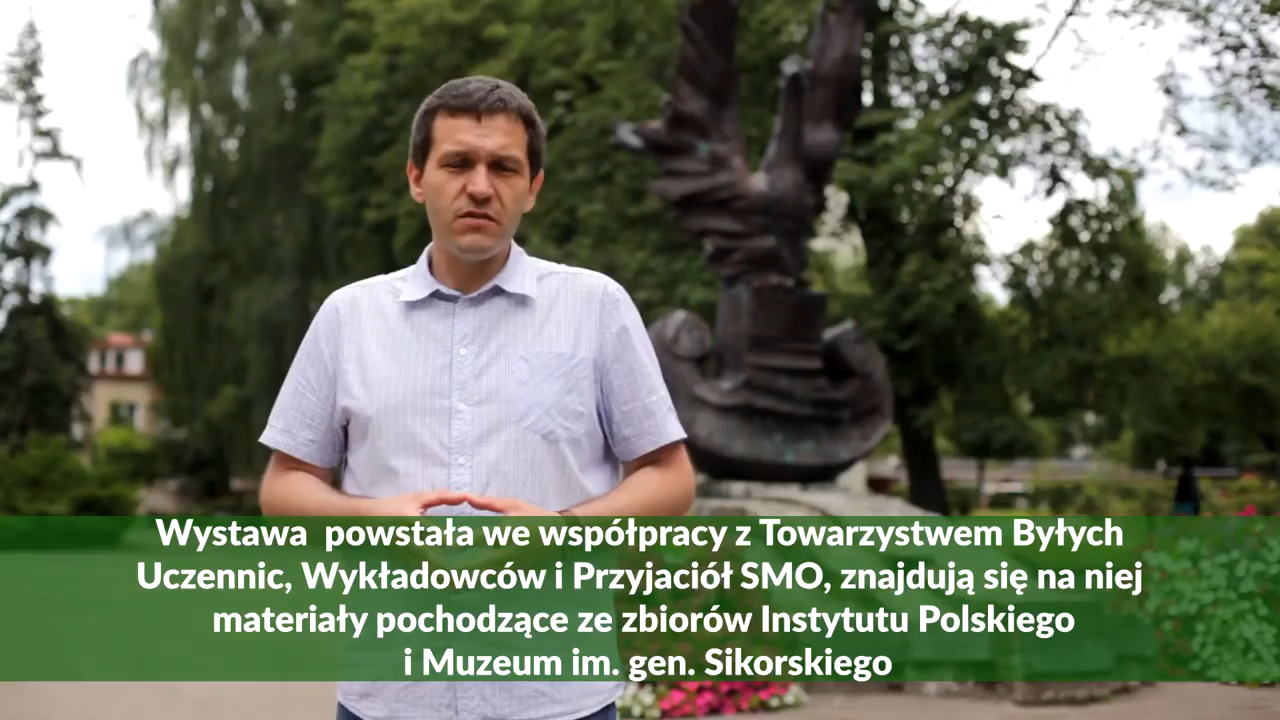 Wystawa  powstała we współpracy z Towarzystwem Byłych
Uczennic, Wykładowców i Przyjaciół SMO, znajdują się na niej
materiały pochodzące ze zbiorów Instytutu Polskiego
i Muzeum im. gen. Sikorskiego